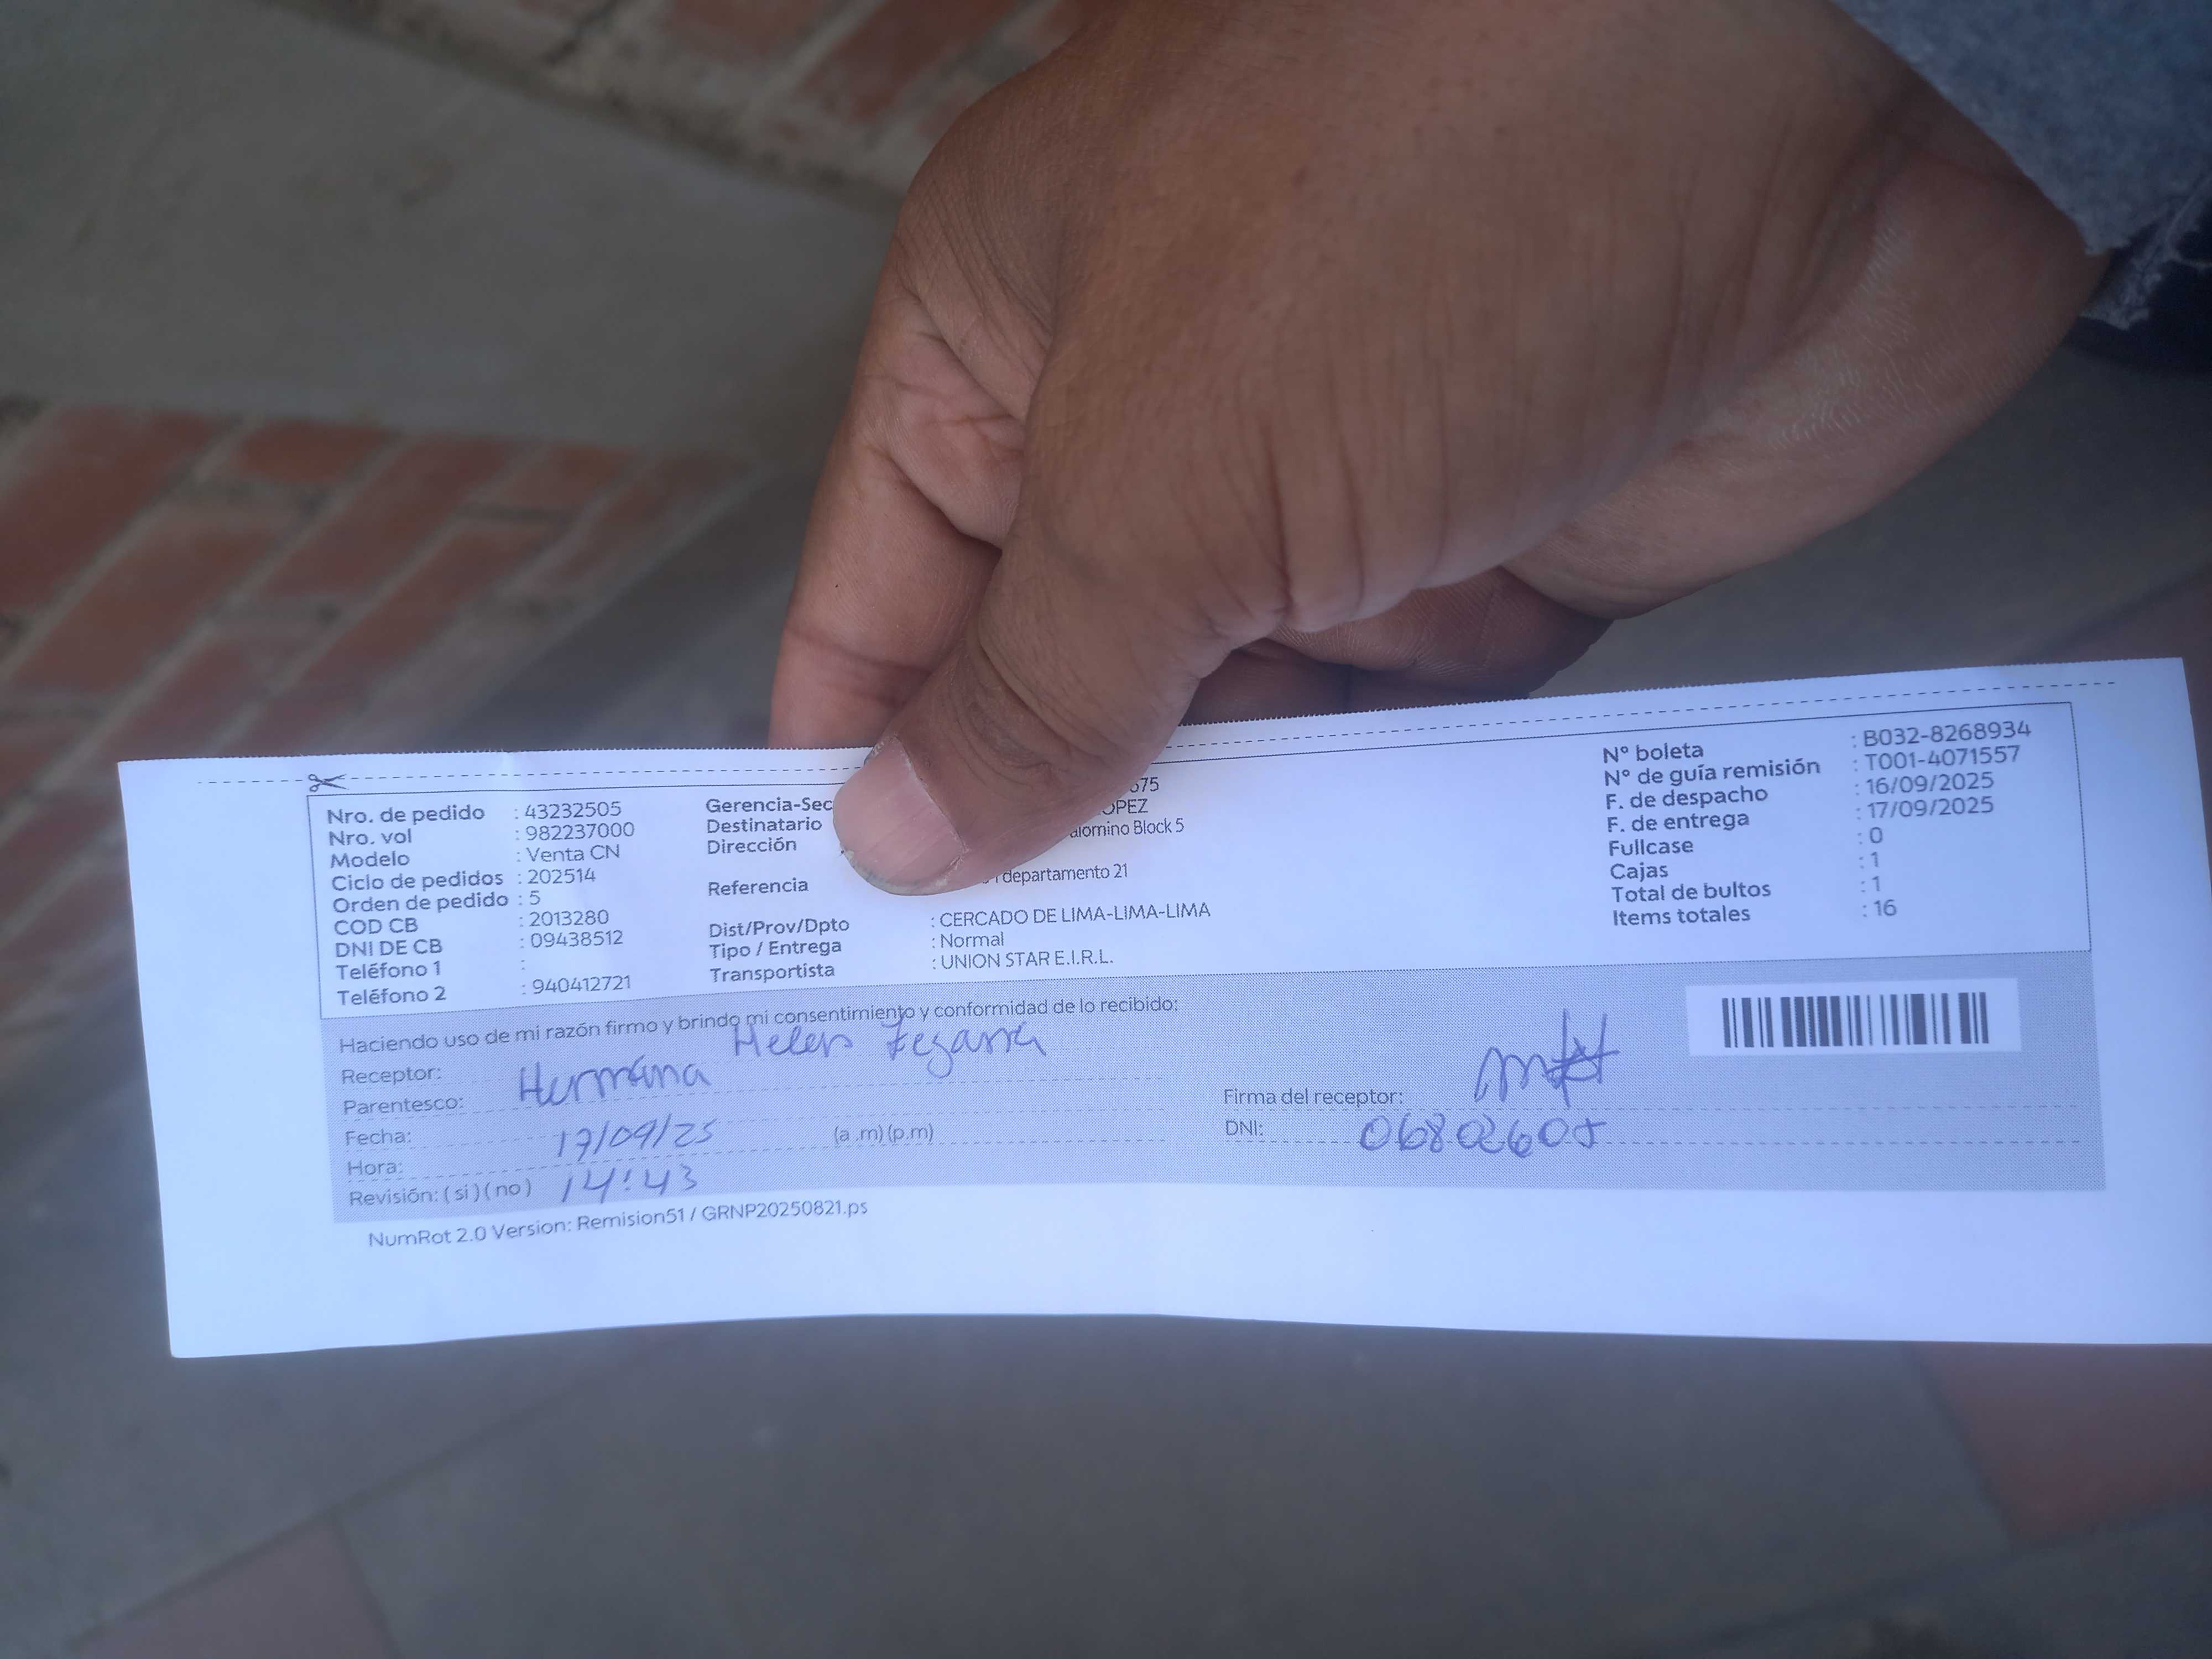 Nro. de pedido : 43232505
Nro. vol : 982237000
Modelo : Venta CN
Ciclo de pedidos : 202514
Orden de pedido : 5
COD CB : 2013280
DNI DE CB : 09438512
Teléfono 1 :
Teléfono 2 : 940412721
Gerencia-Sec
Destinatario
Dirección Block 5
Referencia departamento 21
Dist/Prov/Dpto : CERCADO DE LIMA-LIMA-LIMA
Tipo / Entrega : Normal
Transportista : UNION STAR E.I.R.L.
N° boleta : B032-8268934
N° de guía remisión : T001-4071557
F. de despacho : 16/09/2025
F. de entrega : 17/09/2025
Fullcase : 0
Cajas : 1
Total de bultos : 1
Items totales : 16
Haciendo uso de mi razón firmo y brindo mi consentimiento y conformidad de lo recibido:
Receptor: Helen Zegarra
Parentesco: Hermana
Fecha: 17/09/25 (a .m) (p.m)
Hora: 14:43
Revisión: ( si ) ( no )
Firma del receptor:
DNI:
NumRot 2.0 Version: Remision51 / GRNP20250821.ps